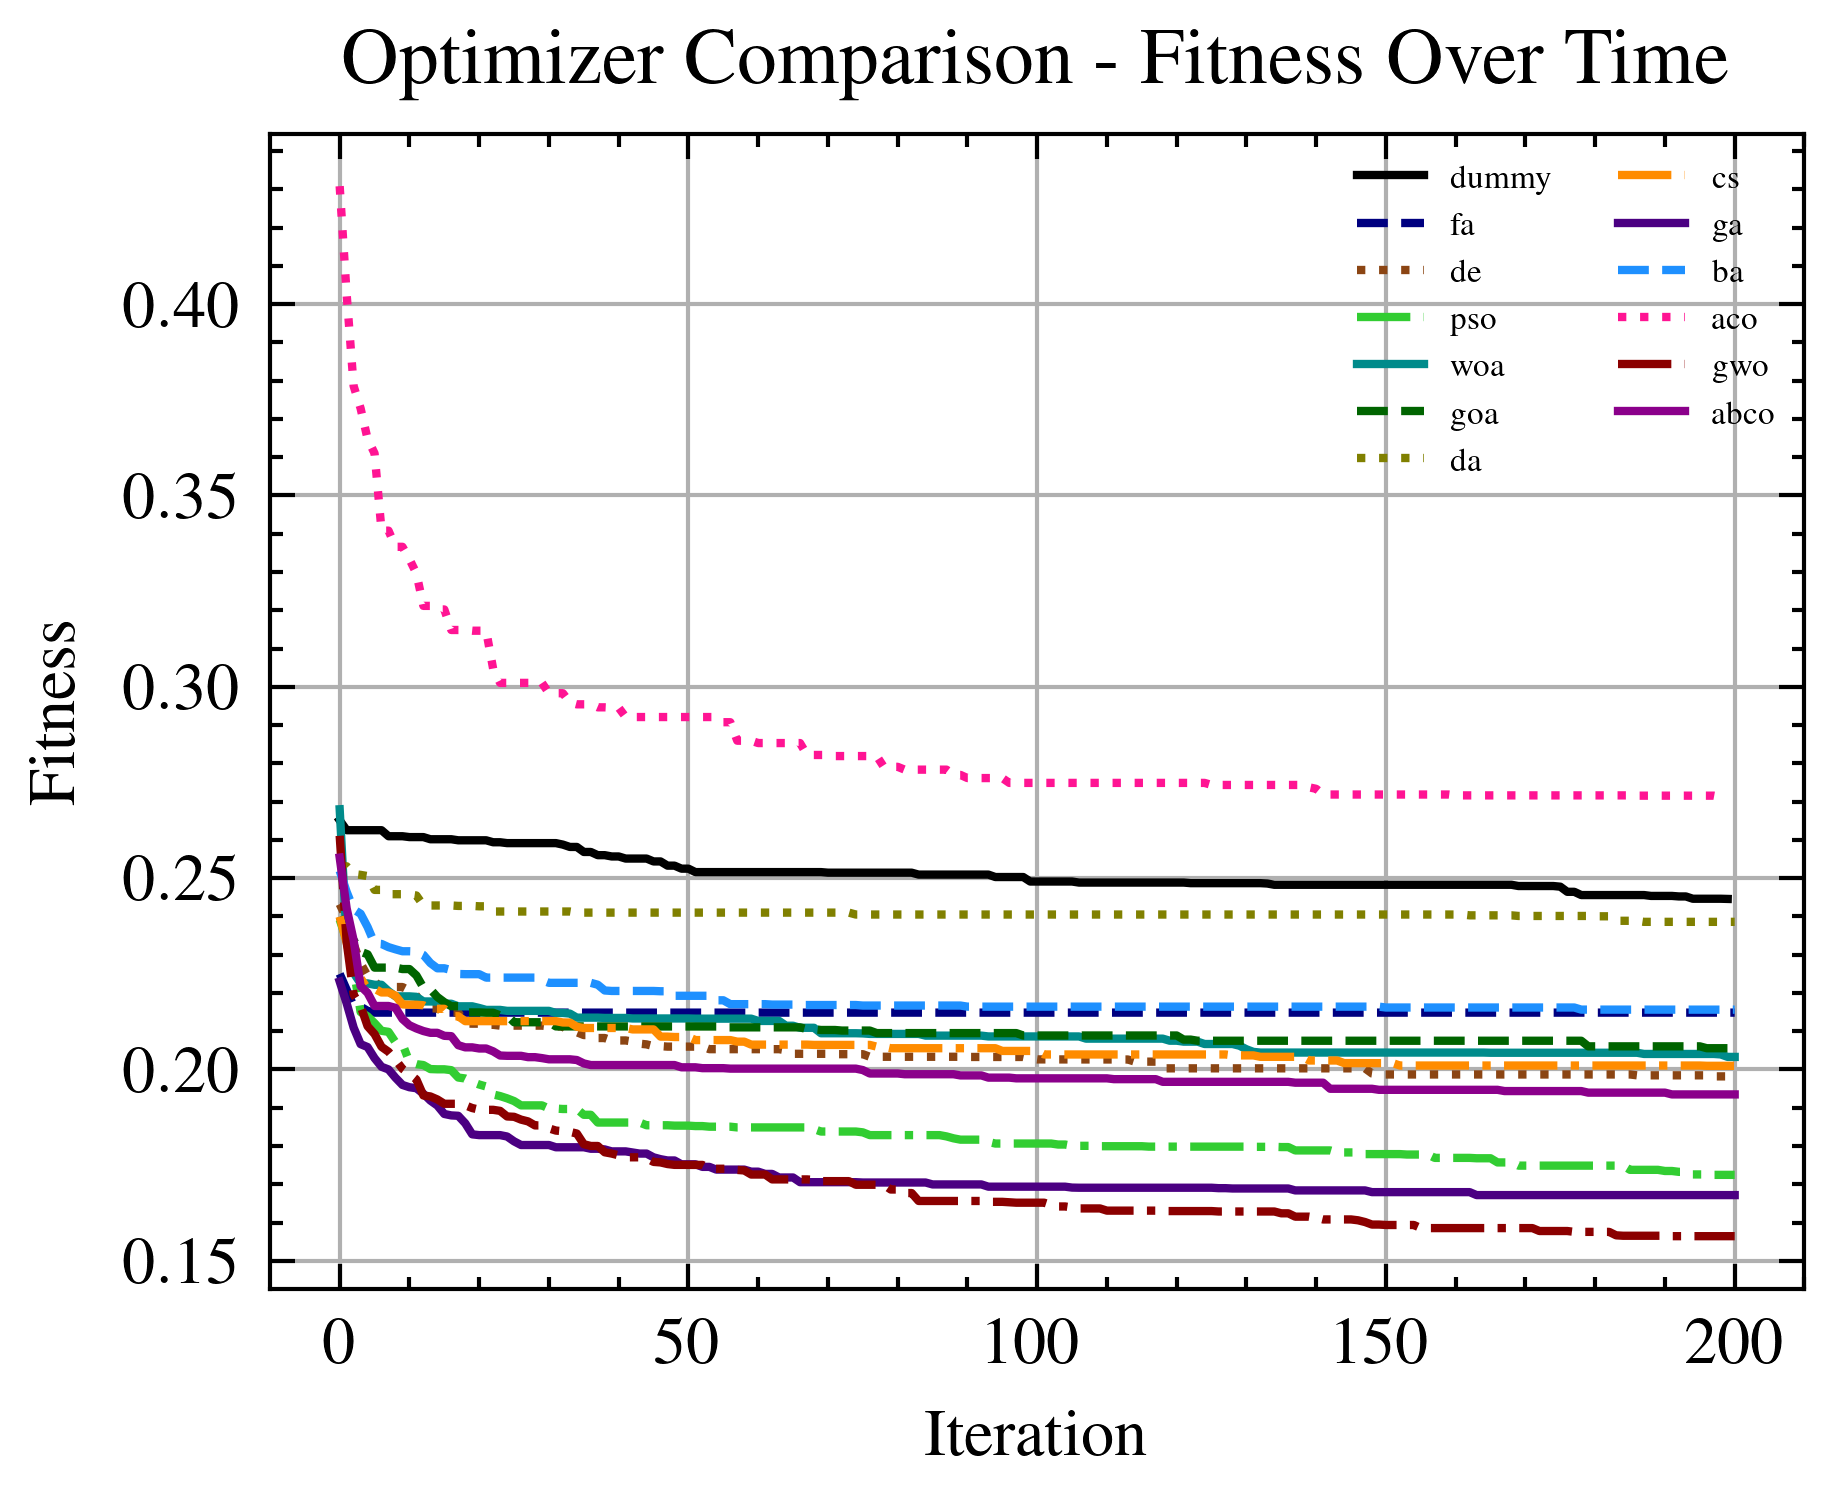 Optimizer Comparison - Fitness Over Time
dummy
fa
de
pso
woa
goa
da
cs
ga
ba
aco
gwo
abco
0.40
0.35
0.30
0.25
0.20
0.15
Fitness
0 50 100 150 200
Iteration